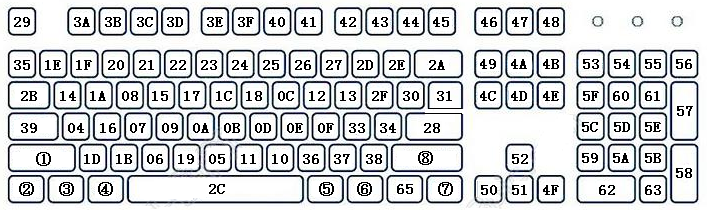 29 3A 3B 3C 3D 3E 3F 40 41 42 43 44 45 46 47 48
35 1E 1F 20 21 22 23 24 25 26 27 2D 2E 2A 49 4A 4B 53 54 55 56
2B 14 1A 08 15 17 1C 18 0C 12 13 2F 30 31 4C 4D 4E 5F 60 61 57
39 04 16 07 09 0A 0B 0D 0E 0F 33 34 28 5C 5D 5E
① 1D 1B 06 19 05 11 10 36 37 38 ⑧ 52 59 5A 5B 58
② ③ ④ 2C ⑤ ⑥ 65 ⑦ 50 51 4F 62 63